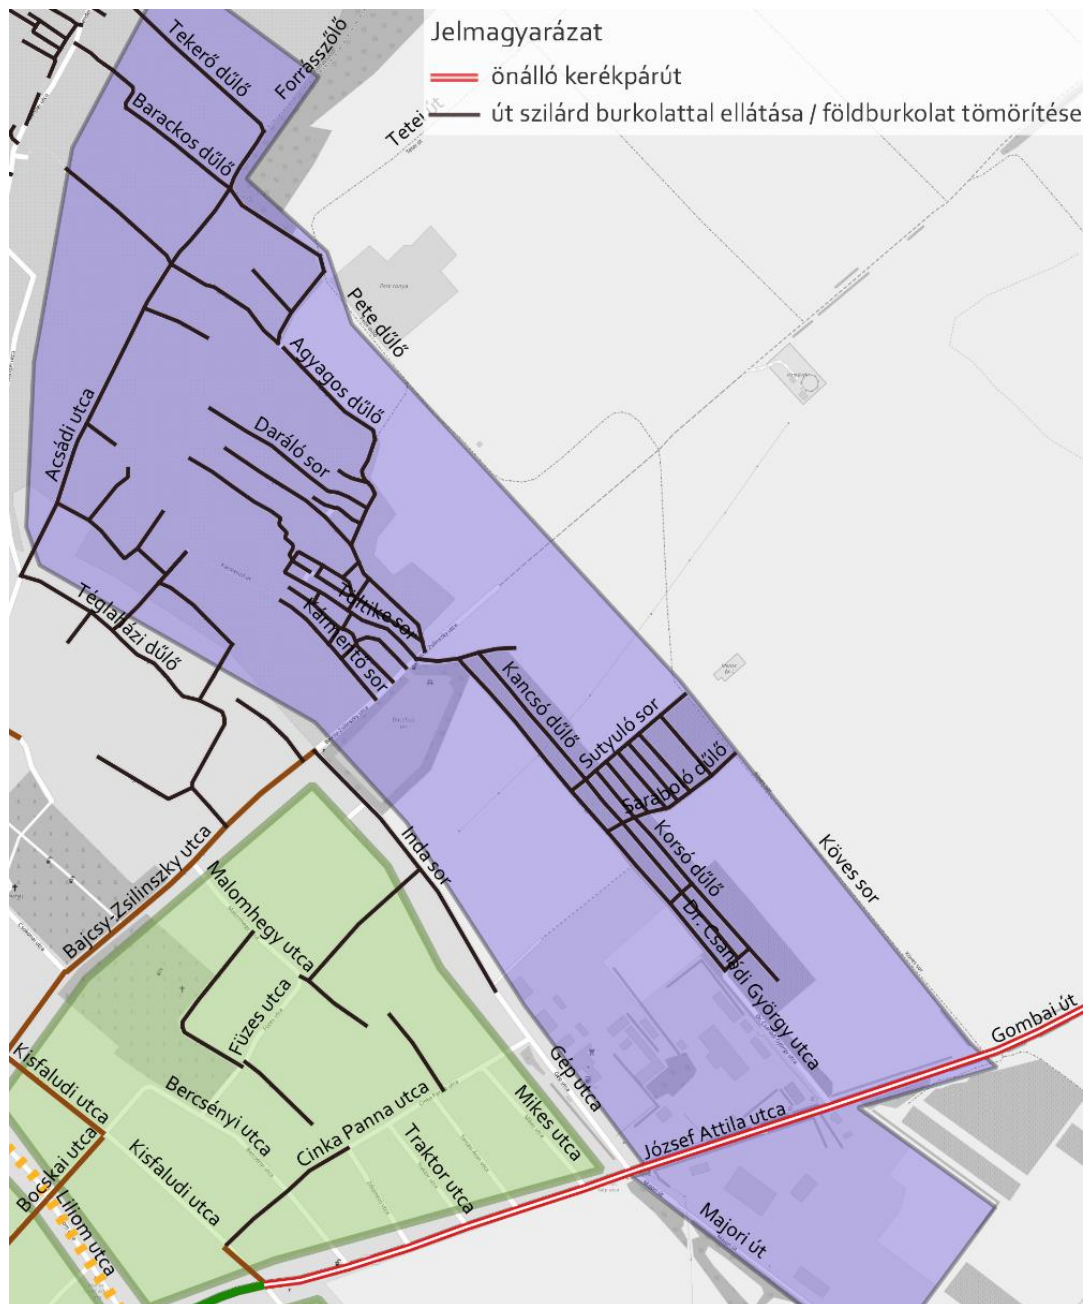 Jelmagyarázat
önálló kerékpárút
út szilárd burkolattal ellátása / földburkolat tömörítése
Tekerő dűlő
Forrásszőlő
Barackos dűlő
Tetei út
Pete dűlő
Agyagos dűlő
Acsádi utca
Daráló sor
Téglaházi dűlő
Pültike sor
Kármentő sor
Kancsó dűlő
Sutyuló sor
Saraboló dűlő
Korsó dűlő
Köves sor
Inda sor
Bajcsy-Zsilinszky utca
Malomhegy utca
Dr. Csanádi György utca
Füzes utca
Gombai út
Gép utca
Kisfaludi utca
Bercsényi utca
Cinka Panna utca
Mikes utca
József Attila utca
Traktor utca
Bocskai utca
Kisfaludi utca
Liliom utca
Majori út